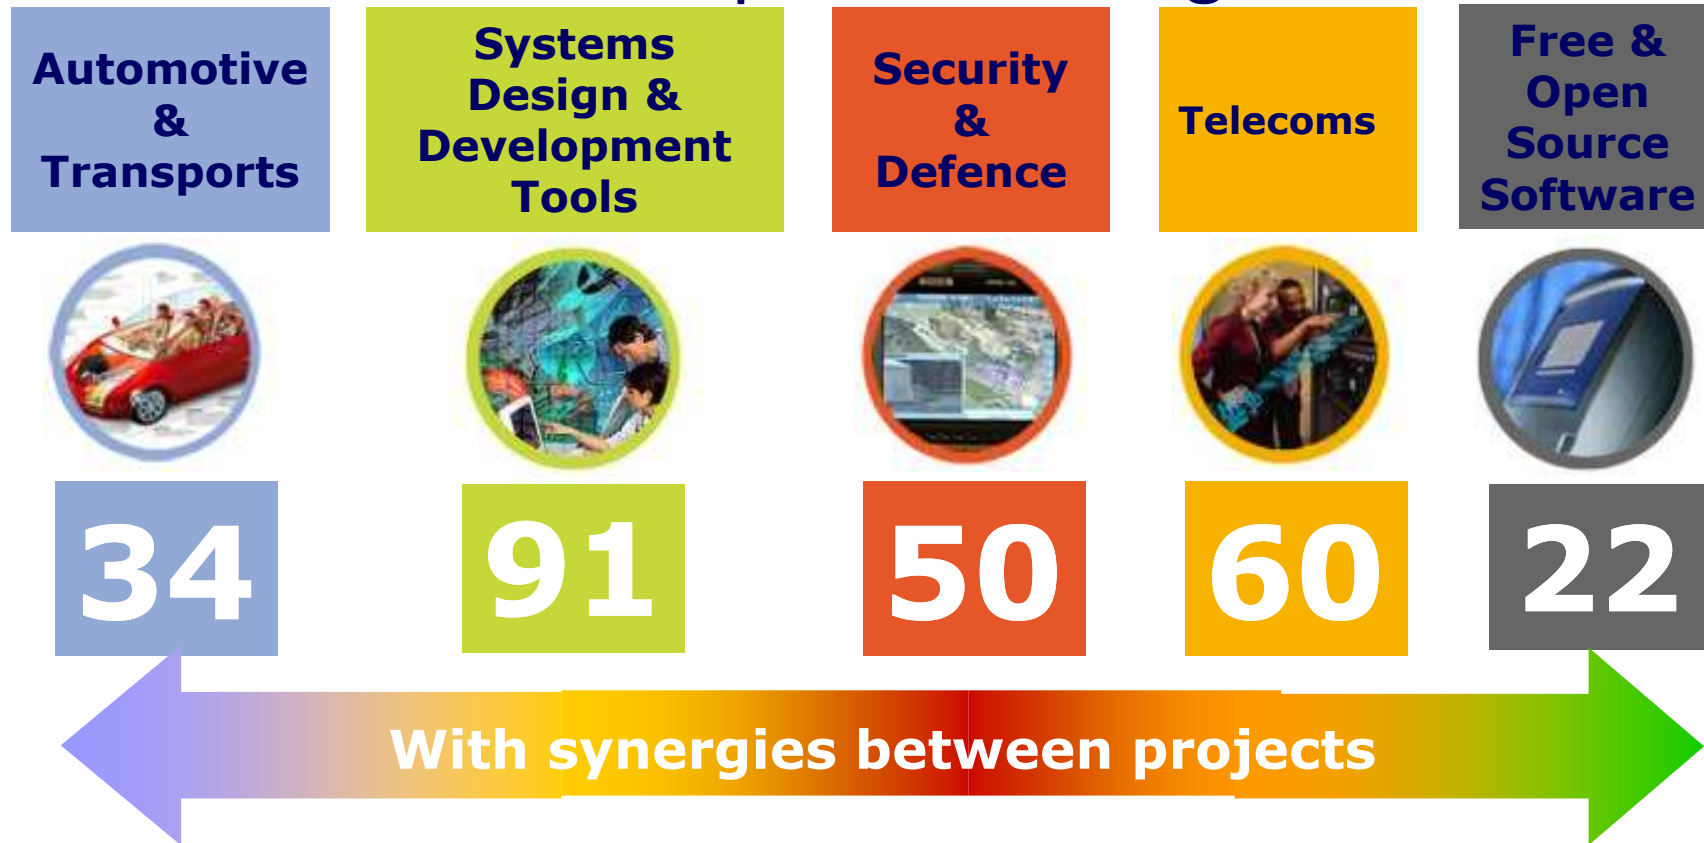 Automotive
&
Transports
Systems
Design &
Development
Tools
Security
&
Defence
Telecoms
Free &
Open
Source
Software
34
91
50
60
22
With synergies between projects